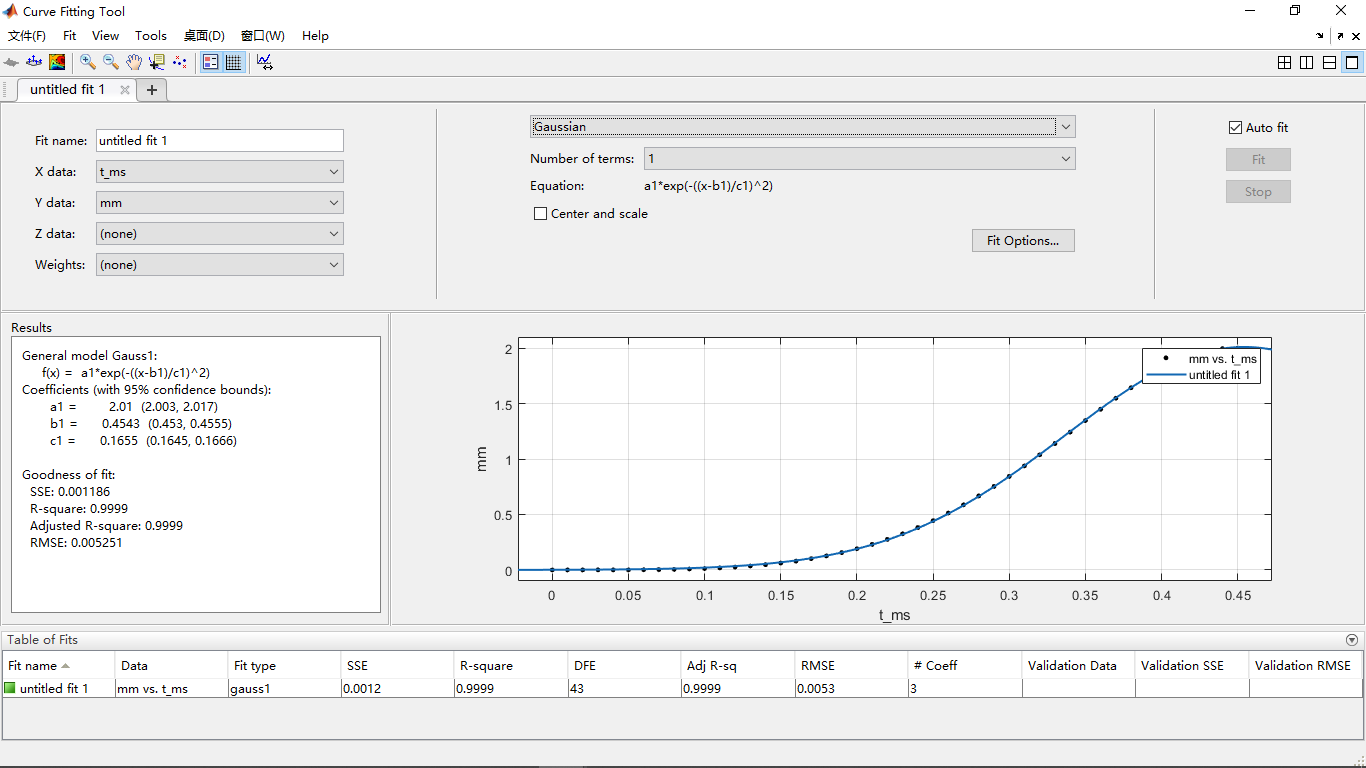 Curve Fitting Tool
文件(F) Fit View Tools 桌面(D) 窗口(W) Help
untitled fit 1
Fit name: untitled fit 1
X data: t_ms
Y data: mm
Z data: (none)
Weights: (none)
Gaussian
Number of terms: 1
Equation: a1*exp(-((x-b1)/c1)^2)
Center and scale
Fit Options...
Auto fit
Fit
Stop
Results
General model Gauss1:
f(x) = a1*exp(-((x-b1)/c1)^2)
Coefficients (with 95% confidence bounds):
a1 = 2.01 (2.003, 2.017)
b1 = 0.4543 (0.453, 0.4555)
c1 = 0.1655 (0.1645, 0.1666)
Goodness of fit:
SSE: 0.001186
R-square: 0.9999
Adjusted R-square: 0.9999
RMSE: 0.005251
mm vs. t_ms
untitled fit 1
2
1.5
1
0.5
0
mm
0 0.05 0.1 0.15 0.2 0.25 0.3 0.35 0.4 0.45
t_ms
Table of Fits
Fit name Data Fit type SSE R-square DFE Adj R-sq RMSE # Coeff Validation Data Validation SSE Validation RMSE
untitled fit 1 mm vs. t_ms gauss1 0.0012 0.9999 43 0.9999 0.0053 3